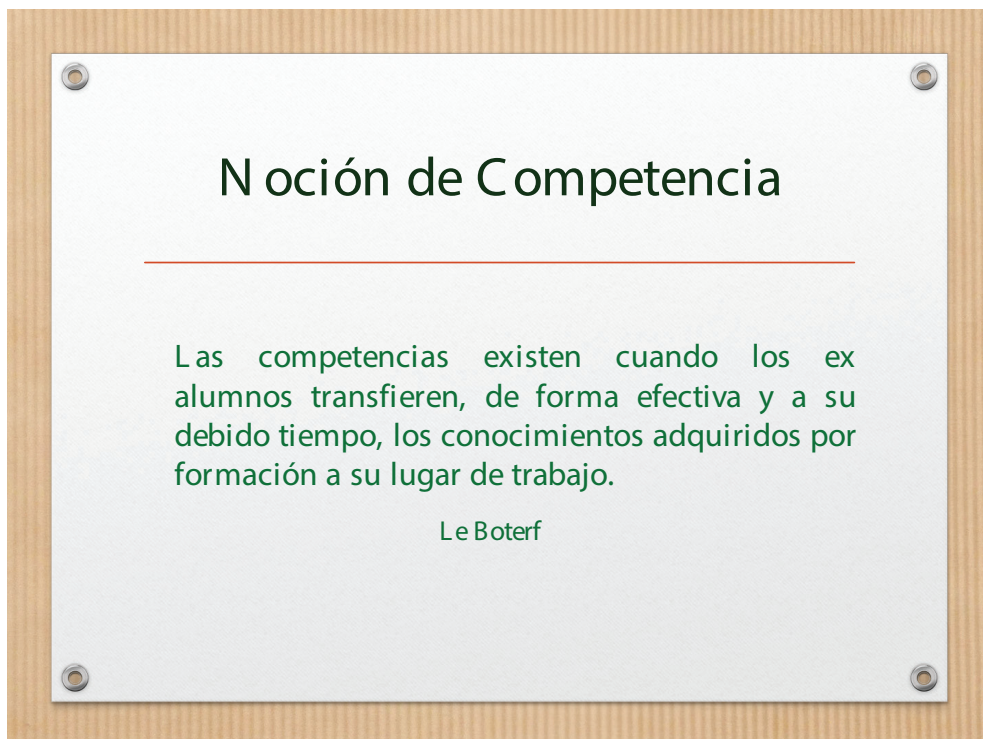 Noción de Competencia
Las competencias existen cuando los ex
alumnos transfieren, de forma efectiva y a su
debido tiempo, los conocimientos adquiridos por
formación a su lugar de trabajo.
Le Boterf